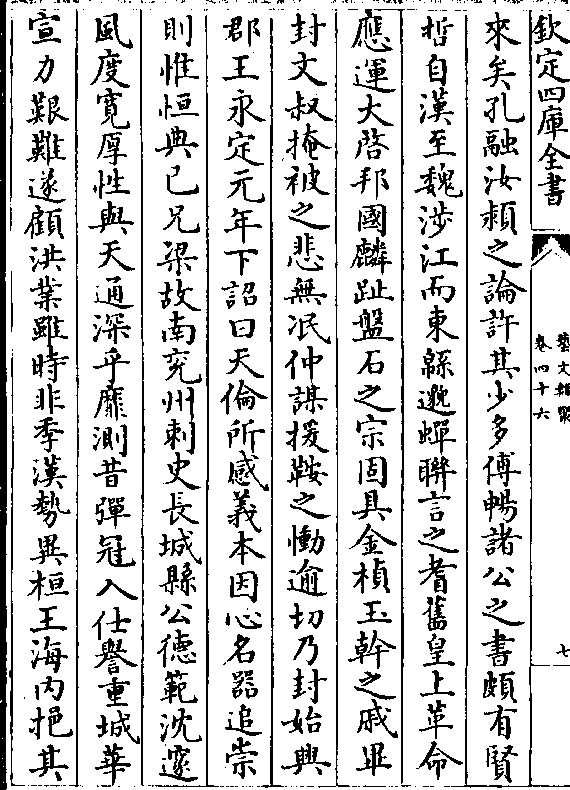 欽定四庫全書
藝文類聚
卷四十六
七
來矣孔融汝潁之論許其少多傅暢諸公之書頗有賢
哲自漢至魏涉江而東緜邈蟬聯言之耆舊皇上革命
應運大啓邦國麟趾盤石之宗固具金楨玉幹之戚畢
封文叔掩被之悲無泯仲謀援鞍之慟逾切乃封始興
郡王永定元年下詔曰天倫所感義本因心名器追崇
則惟恒典已兄梁故南兖州刺史長城縣公德範沈邃
風度寛厚性與天通深乎靡測昔彈冠入仕譽重城華
宣力艱難遂顧洪業雖時非季漢勢異桓王海内挹其